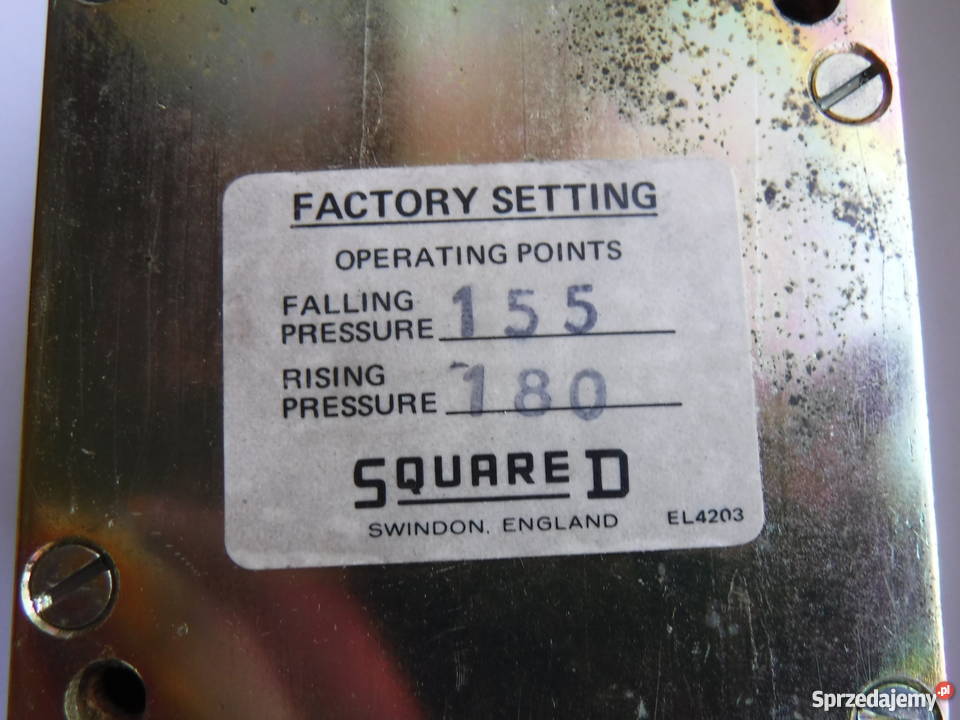 FACTORY SETTING
OPERATING POINTS
FALLING
PRESSURE 155
RISING
PRESSURE 180
SQUARE D
SWINDON, ENGLAND EL4203
Sprzedajemy.pl